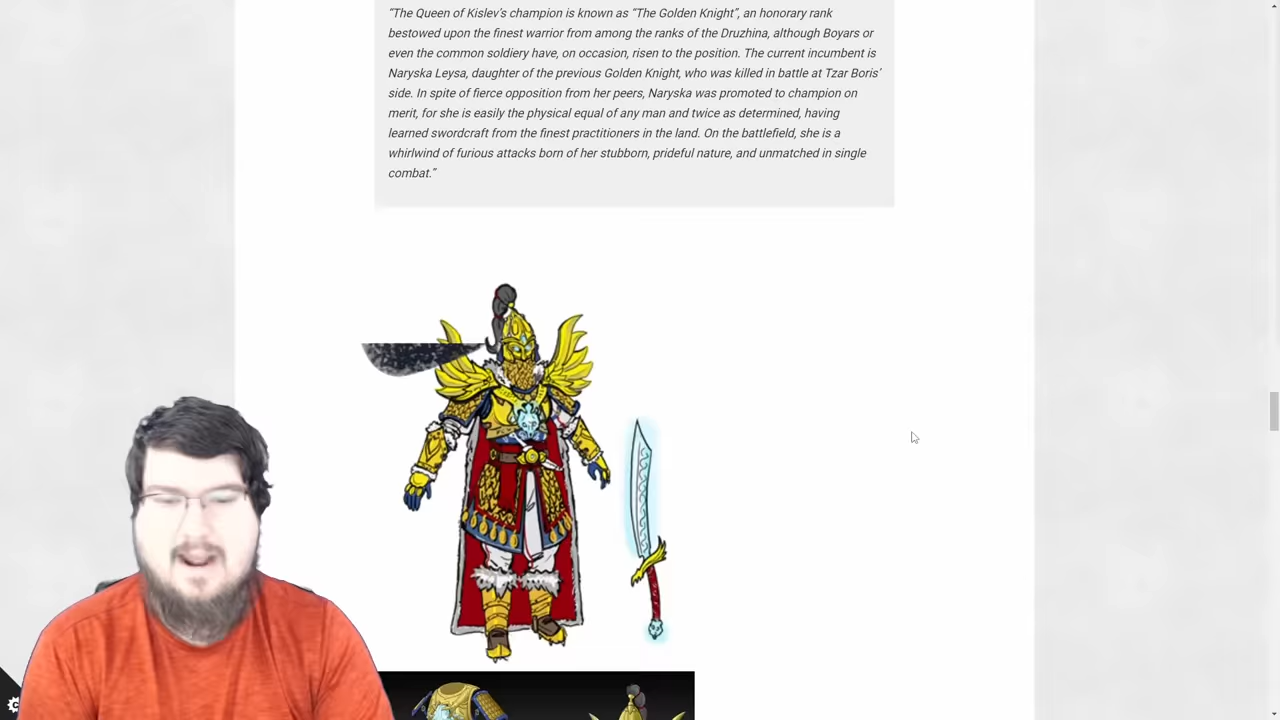 “The Queen of Kislev’s champion is known as “The Golden Knight”, an honorary rank
bestowed upon the finest warrior from among the ranks of the Druzhina, although Boyars or
even the common soldiery have, on occasion, risen to the position. The current incumbent is
Naryska Leysa, daughter of the previous Golden Knight, who was killed in battle at Tzar Boris’
side. In spite of fierce opposition from her peers, Naryska was promoted to champion on
merit, for she is easily the physical equal of any man and twice as determined, having
learned swordcraft from the finest practitioners in the land. On the battlefield, she is a
whirlwind of furious attacks born of her stubborn, prideful nature, and unmatched in single
combat.”